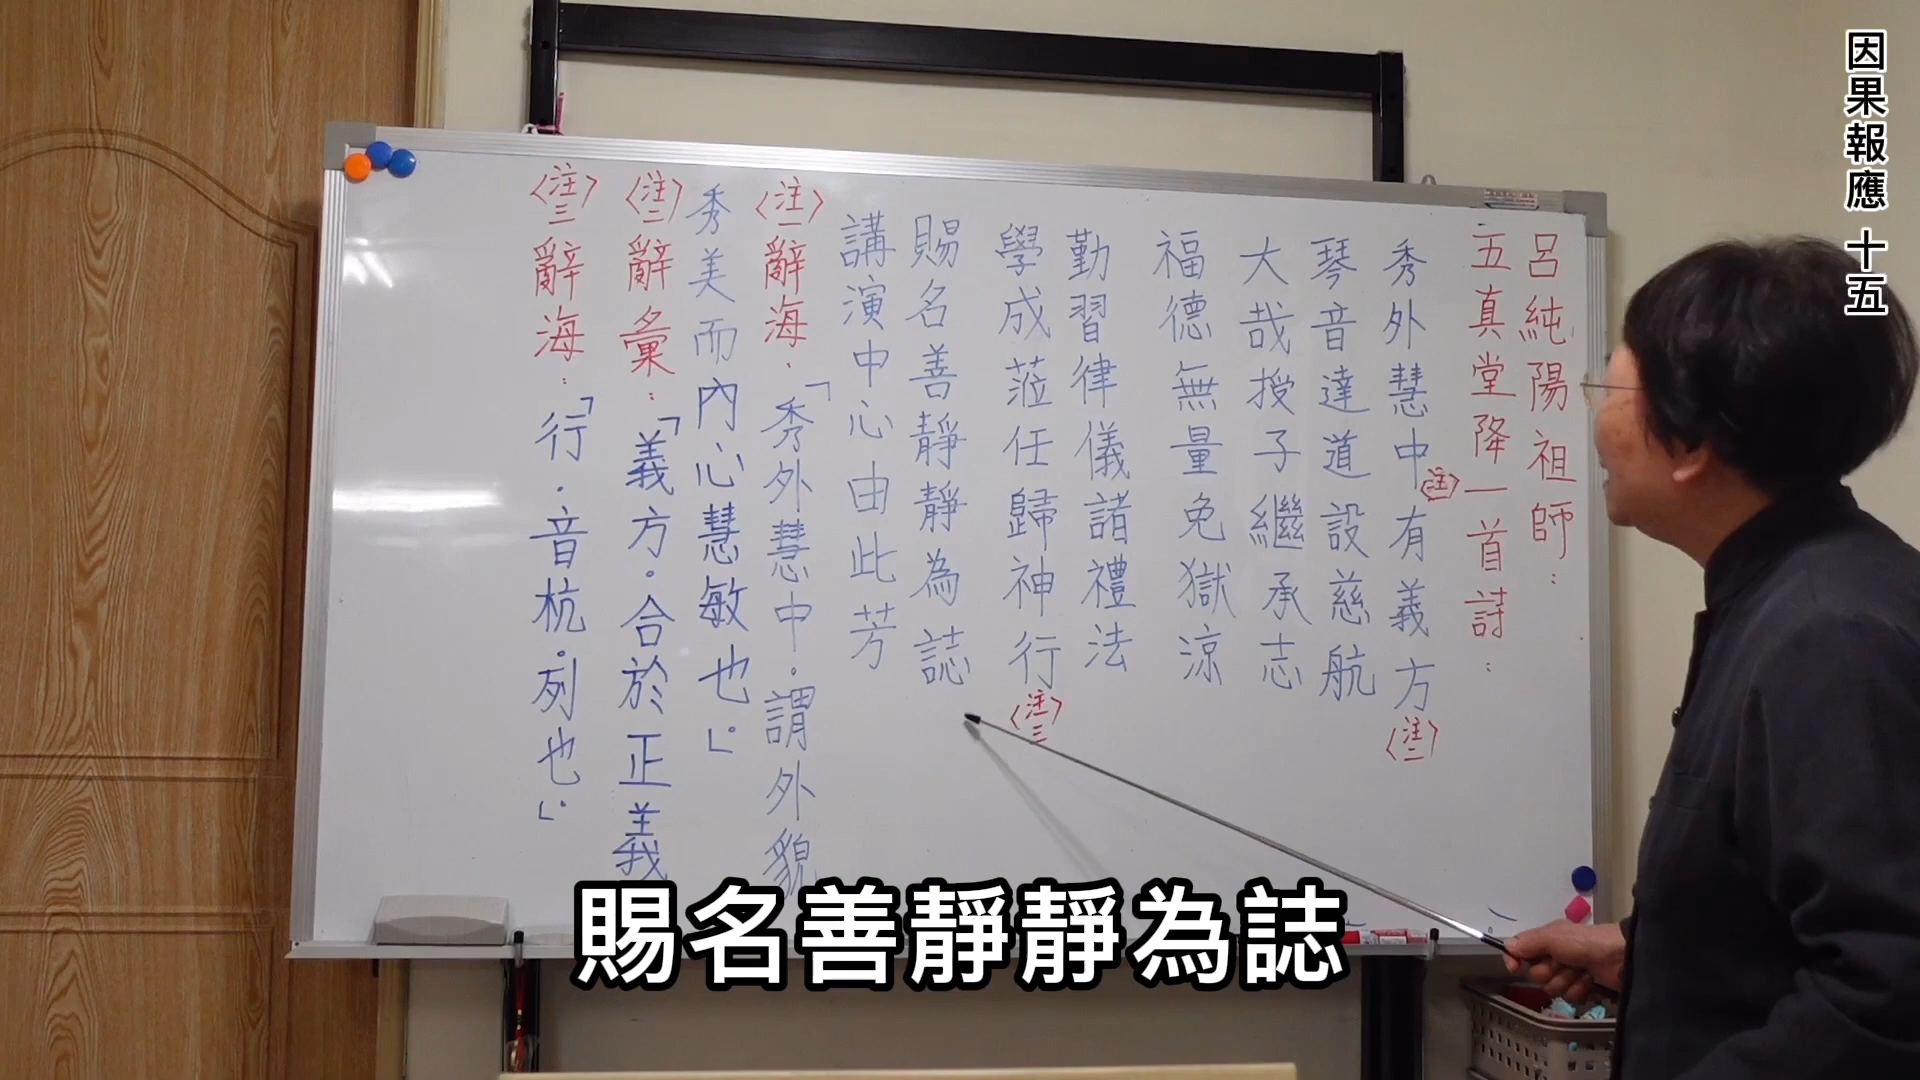 因果報應 十五
呂純陽祖師：
五真堂降一首詩：
秀外慧中〈注一〉有義方〈注二〉
琴音達道設慈航
大哉授子繼承志
福德無量免獄涼
勤習律儀諸禮法
學成蒞任歸神行〈注三〉
賜名善靜靜為誌
講演中心由此芳
〈注一〉辭海：「秀外慧中．謂外貌
秀美而內心慧敏也」。
〈注二〉辭彙：「義方．合於正義
〈注三〉辭海：「行．音杭．列也」。
賜名善靜靜為誌